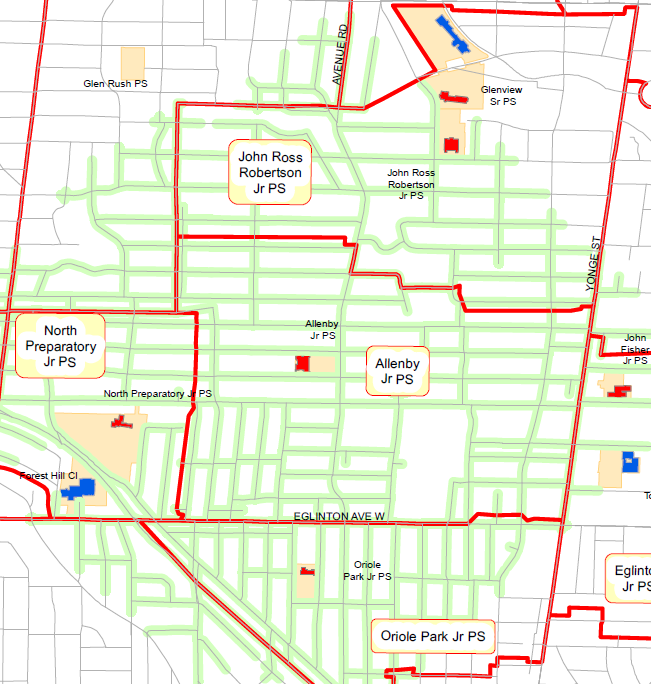 AVENUE RD
Glen Rush PS
Glenview
Sr PS
John Ross
Robertson
Jr PS
John Ross
Robertson
Jr PS
YONGE ST
North
Preparatory
Jr PS
Allenby
Jr PS
Allenby
Jr PS
John
Fisher
Jr PS
North Preparatory Jr PS
Forest Hill CI
To
EGLINTON AVE W
Oriole
Park Jr PS
Eglinto
Jr PS
Oriole Park Jr PS